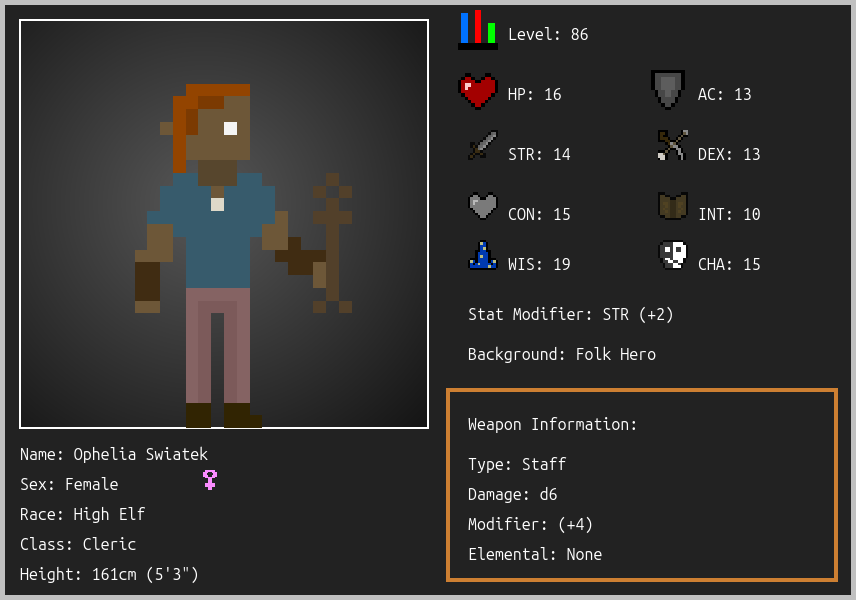 Level: 86
HP: 16
AC: 13
STR: 14
DEX: 13
CON: 15
INT: 10
WIS: 19
CHA: 15
Stat Modifier: STR (+2)
Background: Folk Hero
Weapon Information:
Type: Staff
Damage: d6
Modifier: (+4)
Elemental: None
Name: Ophelia Swiatek
Sex: Female
Race: High Elf
Class: Cleric
Height: 161cm (5'3")